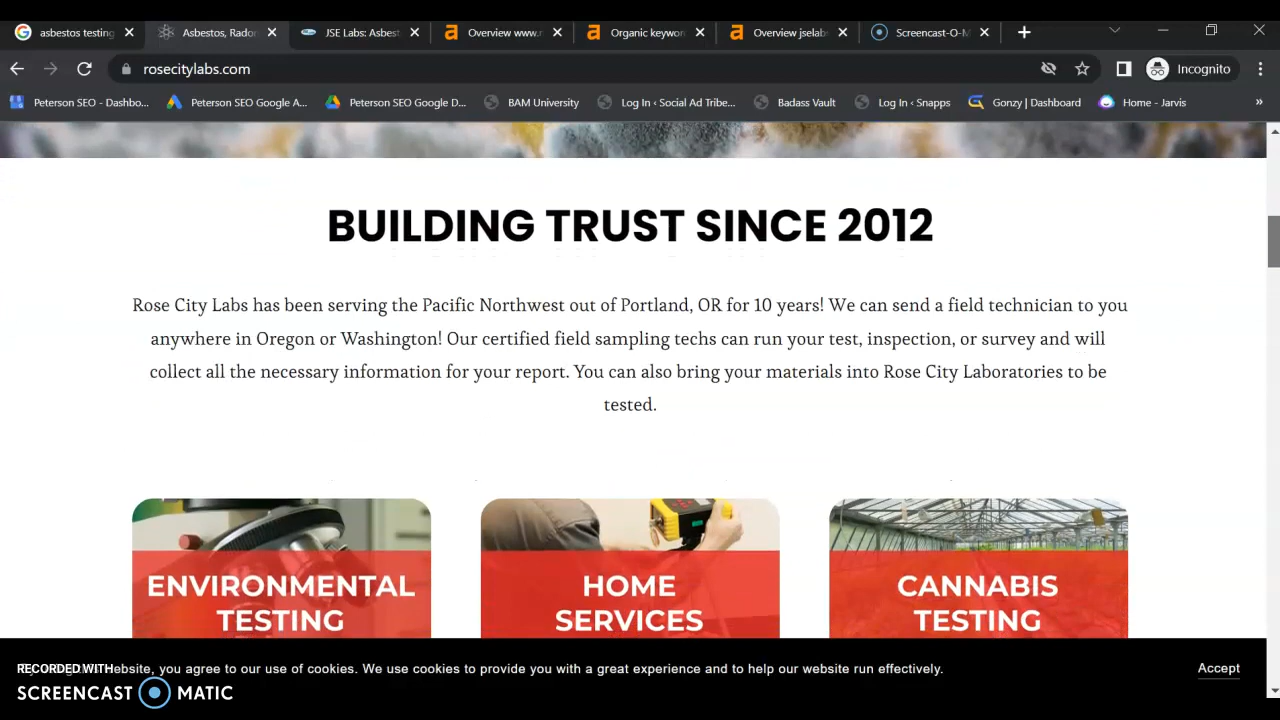 asbestos testing
Asbestos, Rador
JSE Labs: Asbest
Overview www.r
Organic keywor
Overview jselab
Screencast-O-M
rosecitylabs.com
Incognito
Peterson SEO - Dashbo...
Peterson SEO Google A...
Peterson SEO Google D...
BAM University
Log In ‹ Social Ad Tribe...
Badass Vault
Log In ‹ Snapps
Gonzy | Dashboard
Home - Jarvis
»
BUILDING TRUST SINCE 2012
Rose City Labs has been serving the Pacific Northwest out of Portland, OR for 10 years! We can send a field technician to you
anywhere in Oregon or Washington! Our certified field sampling techs can run your test, inspection, or survey and will
collect all the necessary information for your report. You can also bring your materials into Rose City Laboratories to be
tested.
ENVIRONMENTAL
TESTING
HOME
SERVICES
CANNABIS
TESTING
website, you agree to our use of cookies. We use cookies to provide you with a great experience and to help our website run effectively.
Accept
RECORDED WITH
SCREENCAST MATIC